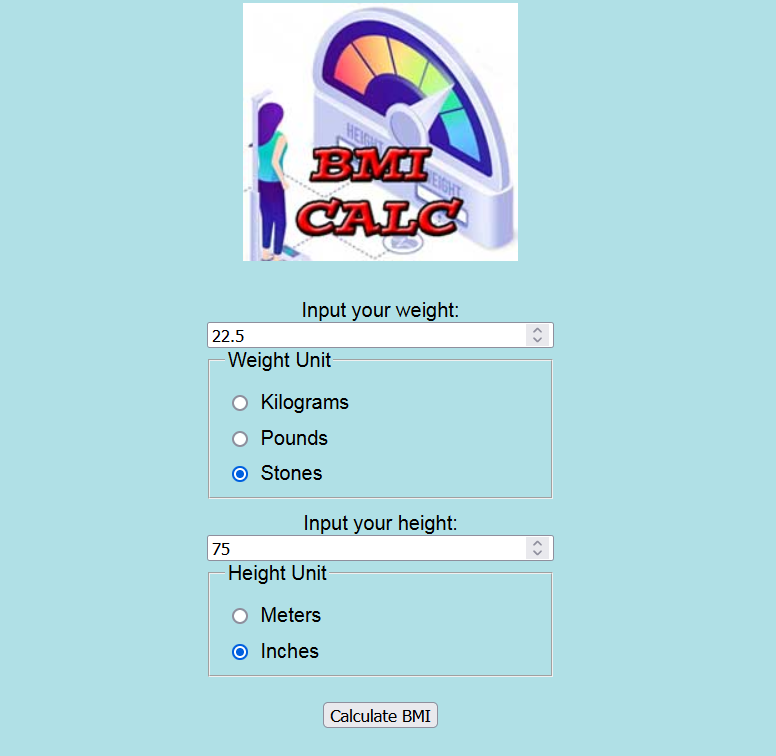 HEIGHT
BMI
WEIGHT
CALC
Input your weight:
22.5
Weight Unit
Kilograms
Pounds
Stones
Input your height:
75
Height Unit
Meters
Inches
Calculate BMI